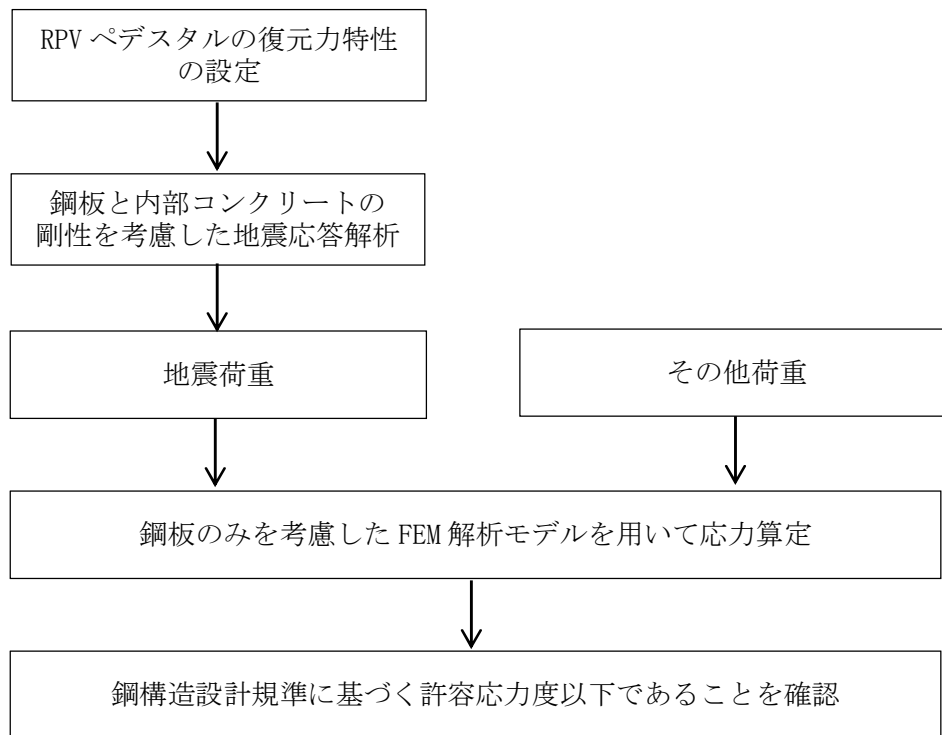 RPV ペデスタルの復元力特性
の設定
鋼板と内部コンクリートの
剛性を考慮した地震応答解析
地震荷重
その他荷重
鋼板のみを考慮した FEM 解析モデルを用いて応力算定
鋼構造設計規準に基づく許容応力度以下であることを確認